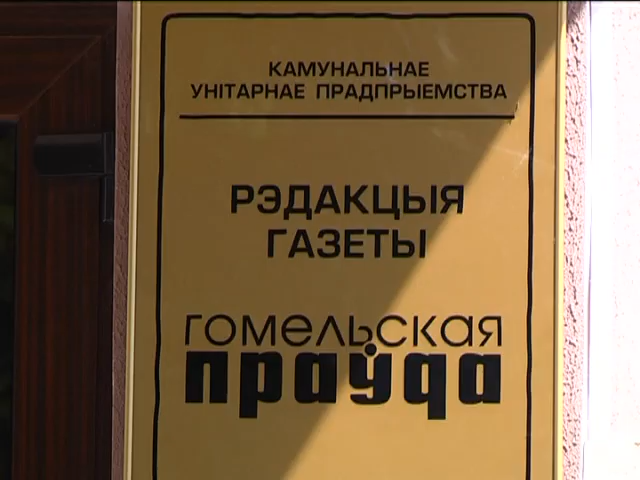 КАМУНАЛЬНАЕ
УНІТАРНАЕ ПРАДПРЫЕМСТВА
РЭДАКЦЫЯ
ГАЗЕТЫ
гомельская
праўда